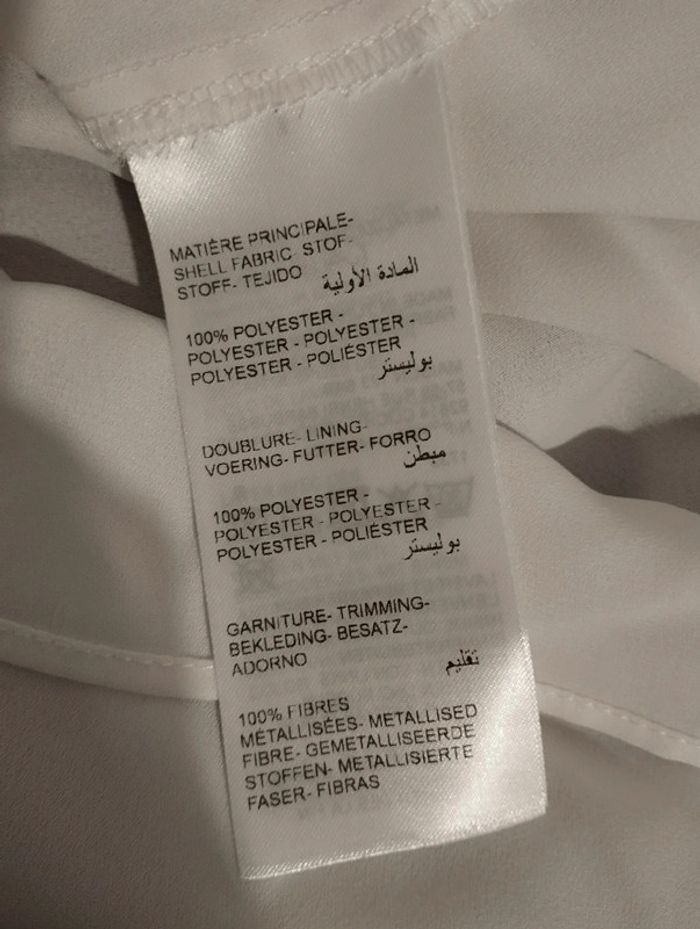 MATIÈRE PRINCIPALE-
SHELL FABRIC- STOF-
STOFF- TEJIDO
المادة الأولية
100% POLYESTER -
POLYESTER - POLYESTER -
POLYESTER - POLIÉSTER
بوليستر
DOUBLURE- LINING-
VOERING- FUTTER- FORRO
مبطن
100% POLYESTER -
POLYESTER - POLYESTER -
POLYESTER - POLIÉSTER
بوليستر
GARNITURE- TRIMMING-
BEKLEDING- BESATZ-
ADORNO
تقليم
100% FIBRES
MÉTALLISÉES- METALLISED
FIBRE- GEMETALLISEERDE
STOFFEN- METALLISIERTE
FASER- FIBRAS